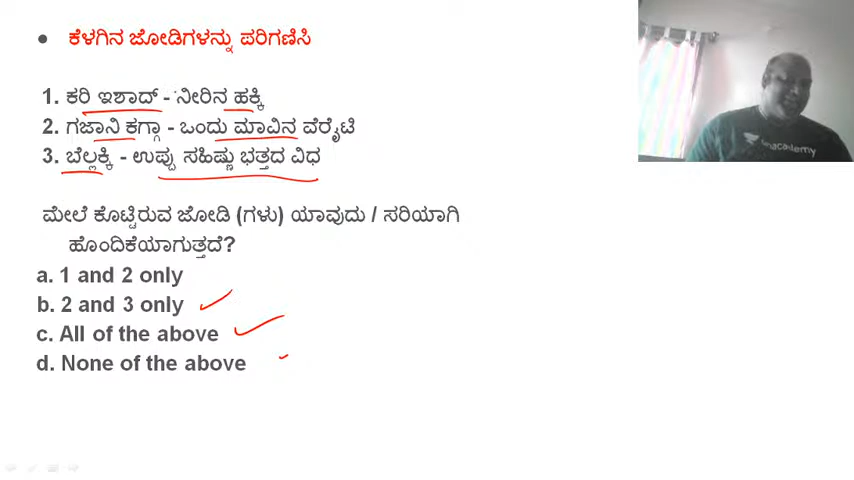 ಕೆಳಗಿನ ಜೋಡಿಗಳನ್ನು ಪರಿಗಣಿಸಿ
1. ಕರಿ ಇಶಾದ್ - ನೀರಿನ ಹಕ್ಕಿ
2. ಗಜಾನಿ ಕಗ್ಗಾ - ಒಂದು ಮಾವಿನ ವೆರೈಟಿ
3. ಬೆಲ್ಲಕ್ಕಿ - ಉಪ್ಪು ಸಹಿಷ್ಣು ಭತ್ತದ ವಿಧ
ಮೇಲೆ ಕೊಟ್ಟಿರುವ ಜೋಡಿ (ಗಳು) ಯಾವುದು / ಸರಿಯಾಗಿ
ಹೊಂದಿಕೆಯಾಗುತ್ತದೆ?
a. 1 and 2 only
b. 2 and 3 only
c. All of the above
d. None of the above